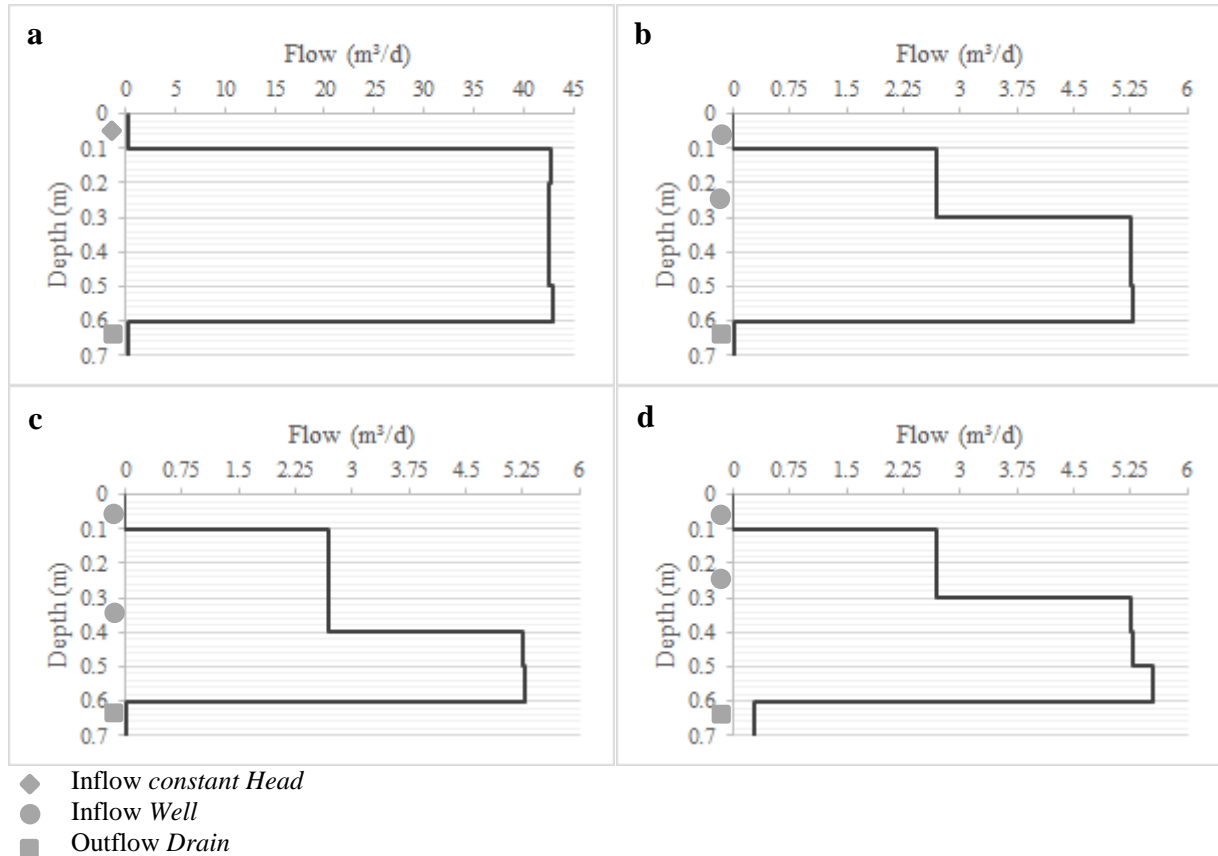 a
Flow (m³/d)
0 5 10 15 20 25 30 35 40 45
0
0.1
0.2
0.3
0.4
0.5
0.6
0.7
Depth (m)
b
Flow (m³/d)
0 0.75 1.5 2.25 3 3.75 4.5 5.25 6
0
0.1
0.2
0.3
0.4
0.5
0.6
0.7
Depth (m)
c
Flow (m³/d)
0 0.75 1.5 2.25 3 3.75 4.5 5.25 6
0
0.1
0.2
0.3
0.4
0.5
0.6
0.7
Depth (m)
d
Flow (m³/d)
0 0.75 1.5 2.25 3 3.75 4.5 5.25 6
0
0.1
0.2
0.3
0.4
0.5
0.6
0.7
Depth (m)
Inflow constant Head
Inflow Well
Outflow Drain